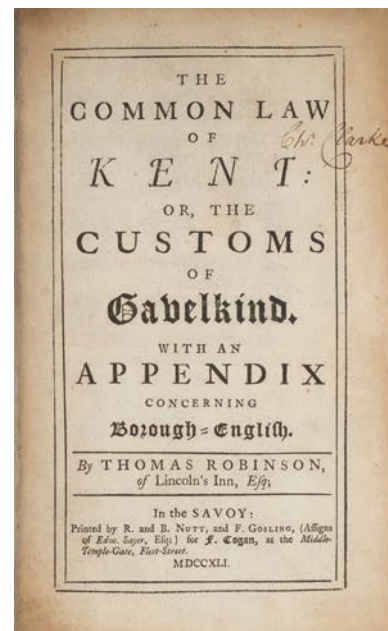 THE
COMMON LAW
OF
KENT:
OR, THE
CUSTOMS
OF
Gavelkind.
WITH AN
APPENDIX
CONCERNING
Borough=Engliſh.
By THOMAS ROBINSON,
of Lincoln's Inn, Eſq;
In the SAVOY:
Printed by R. and B. NUTT, and F. GOSLING, (Aſſigns
of Edw. Sayer, Eſq;) for F. Cogan, at the Middle-
Temple-Gate, Fleet-Street.
MDCCXLI.
Chr. Clarke